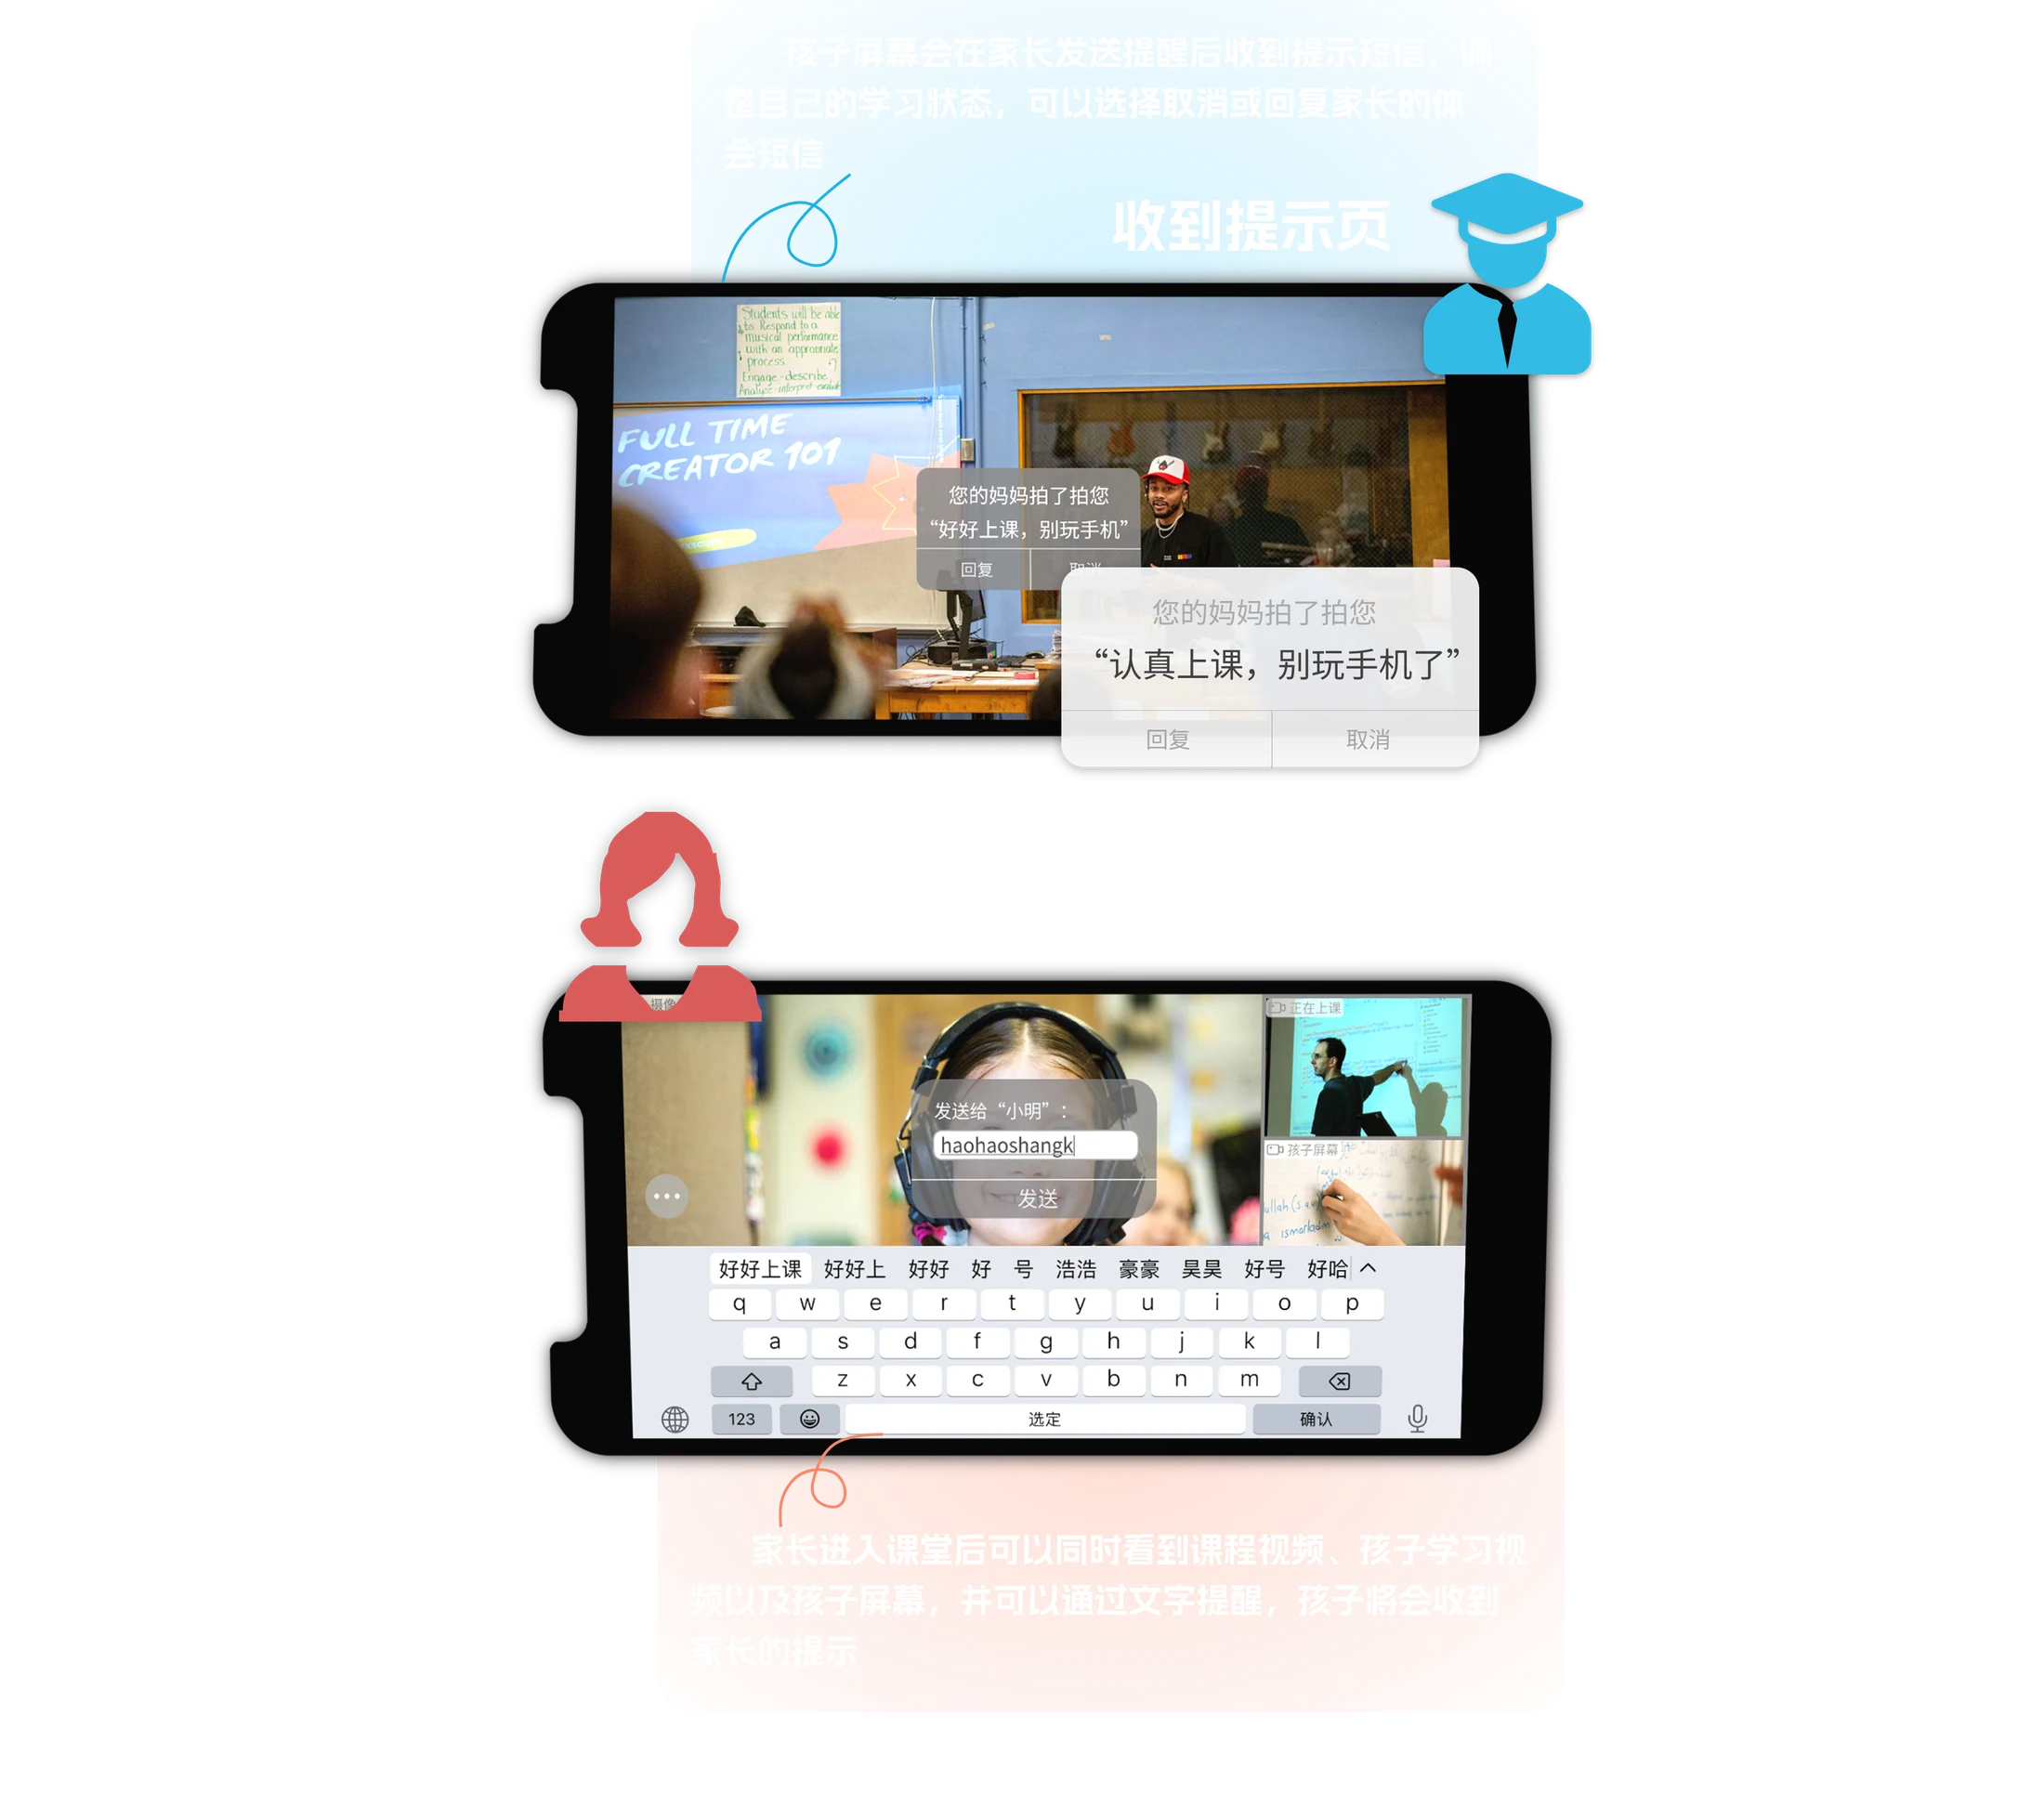 孩子屏幕会在家长发送提醒后收到提示短信，调
整自己的学习状态，可以选择取消或回复家长的体
会短信
收到提示页
Students will be able
to: Respond to a
musical performance
with an appropriate
process
Engage-describe,
Analyze-interpret-evaluate
FULL TIME
CREATOR 101
您的妈妈拍了拍您
“好好上课，别玩手机”
回复 取消
您的妈妈拍了拍您
“认真上课，别玩手机了”
回复 取消
摄像
正在上课
孩子屏幕
发送给“小明”：
haohaoshangk
发送
ismarladım
好好上课 好好上 好好 好 号 浩浩 豪豪 昊昊 好号 好哈
q w e r t y u i o p
a s d f g h j k l
z x c v b n m
123 选定 确认
家长进入课堂后可以同时看到课程视频、孩子学习视
频以及孩子屏幕，并可以通过文字提醒，孩子将会收到
家长的提示